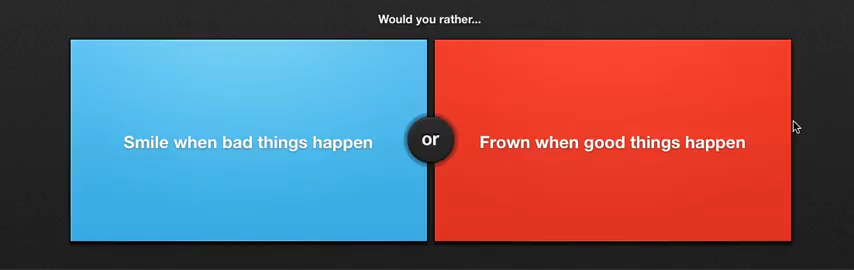 Would you rather...
Smile when bad things happen
or
Frown when good things happen